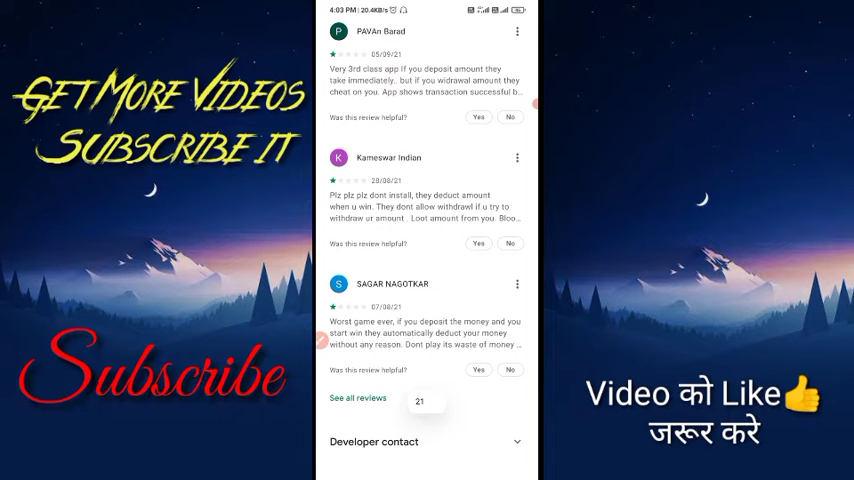 GET MORE VIDEOS
SUBSCRIBE IT
Subscribe
4:03 PM | 20.4KB/s
P PAVAn Barad
05/09/21
Very 3rd class app If you deposit amount they
take immediately.. but if you widrawal amount they
cheat on you. App shows transaction successful b...
Was this review helpful? Yes No
K Kameswar Indian
28/08/21
Plz plz plz dont install, they deduct amount
when u win. They dont allow withdrawl if u try to
withdraw ur amount . Loot amount from you. Bloo...
Was this review helpful? Yes No
S SAGAR NAGOTKAR
07/08/21
Worst game ever, if you deposit the money and you
start win they automatically deduct your money
without any reason. Dont play its waste of money ...
Was this review helpful? Yes No
See all reviews
21
Developer contact
Video को Like👍
जरूर करे